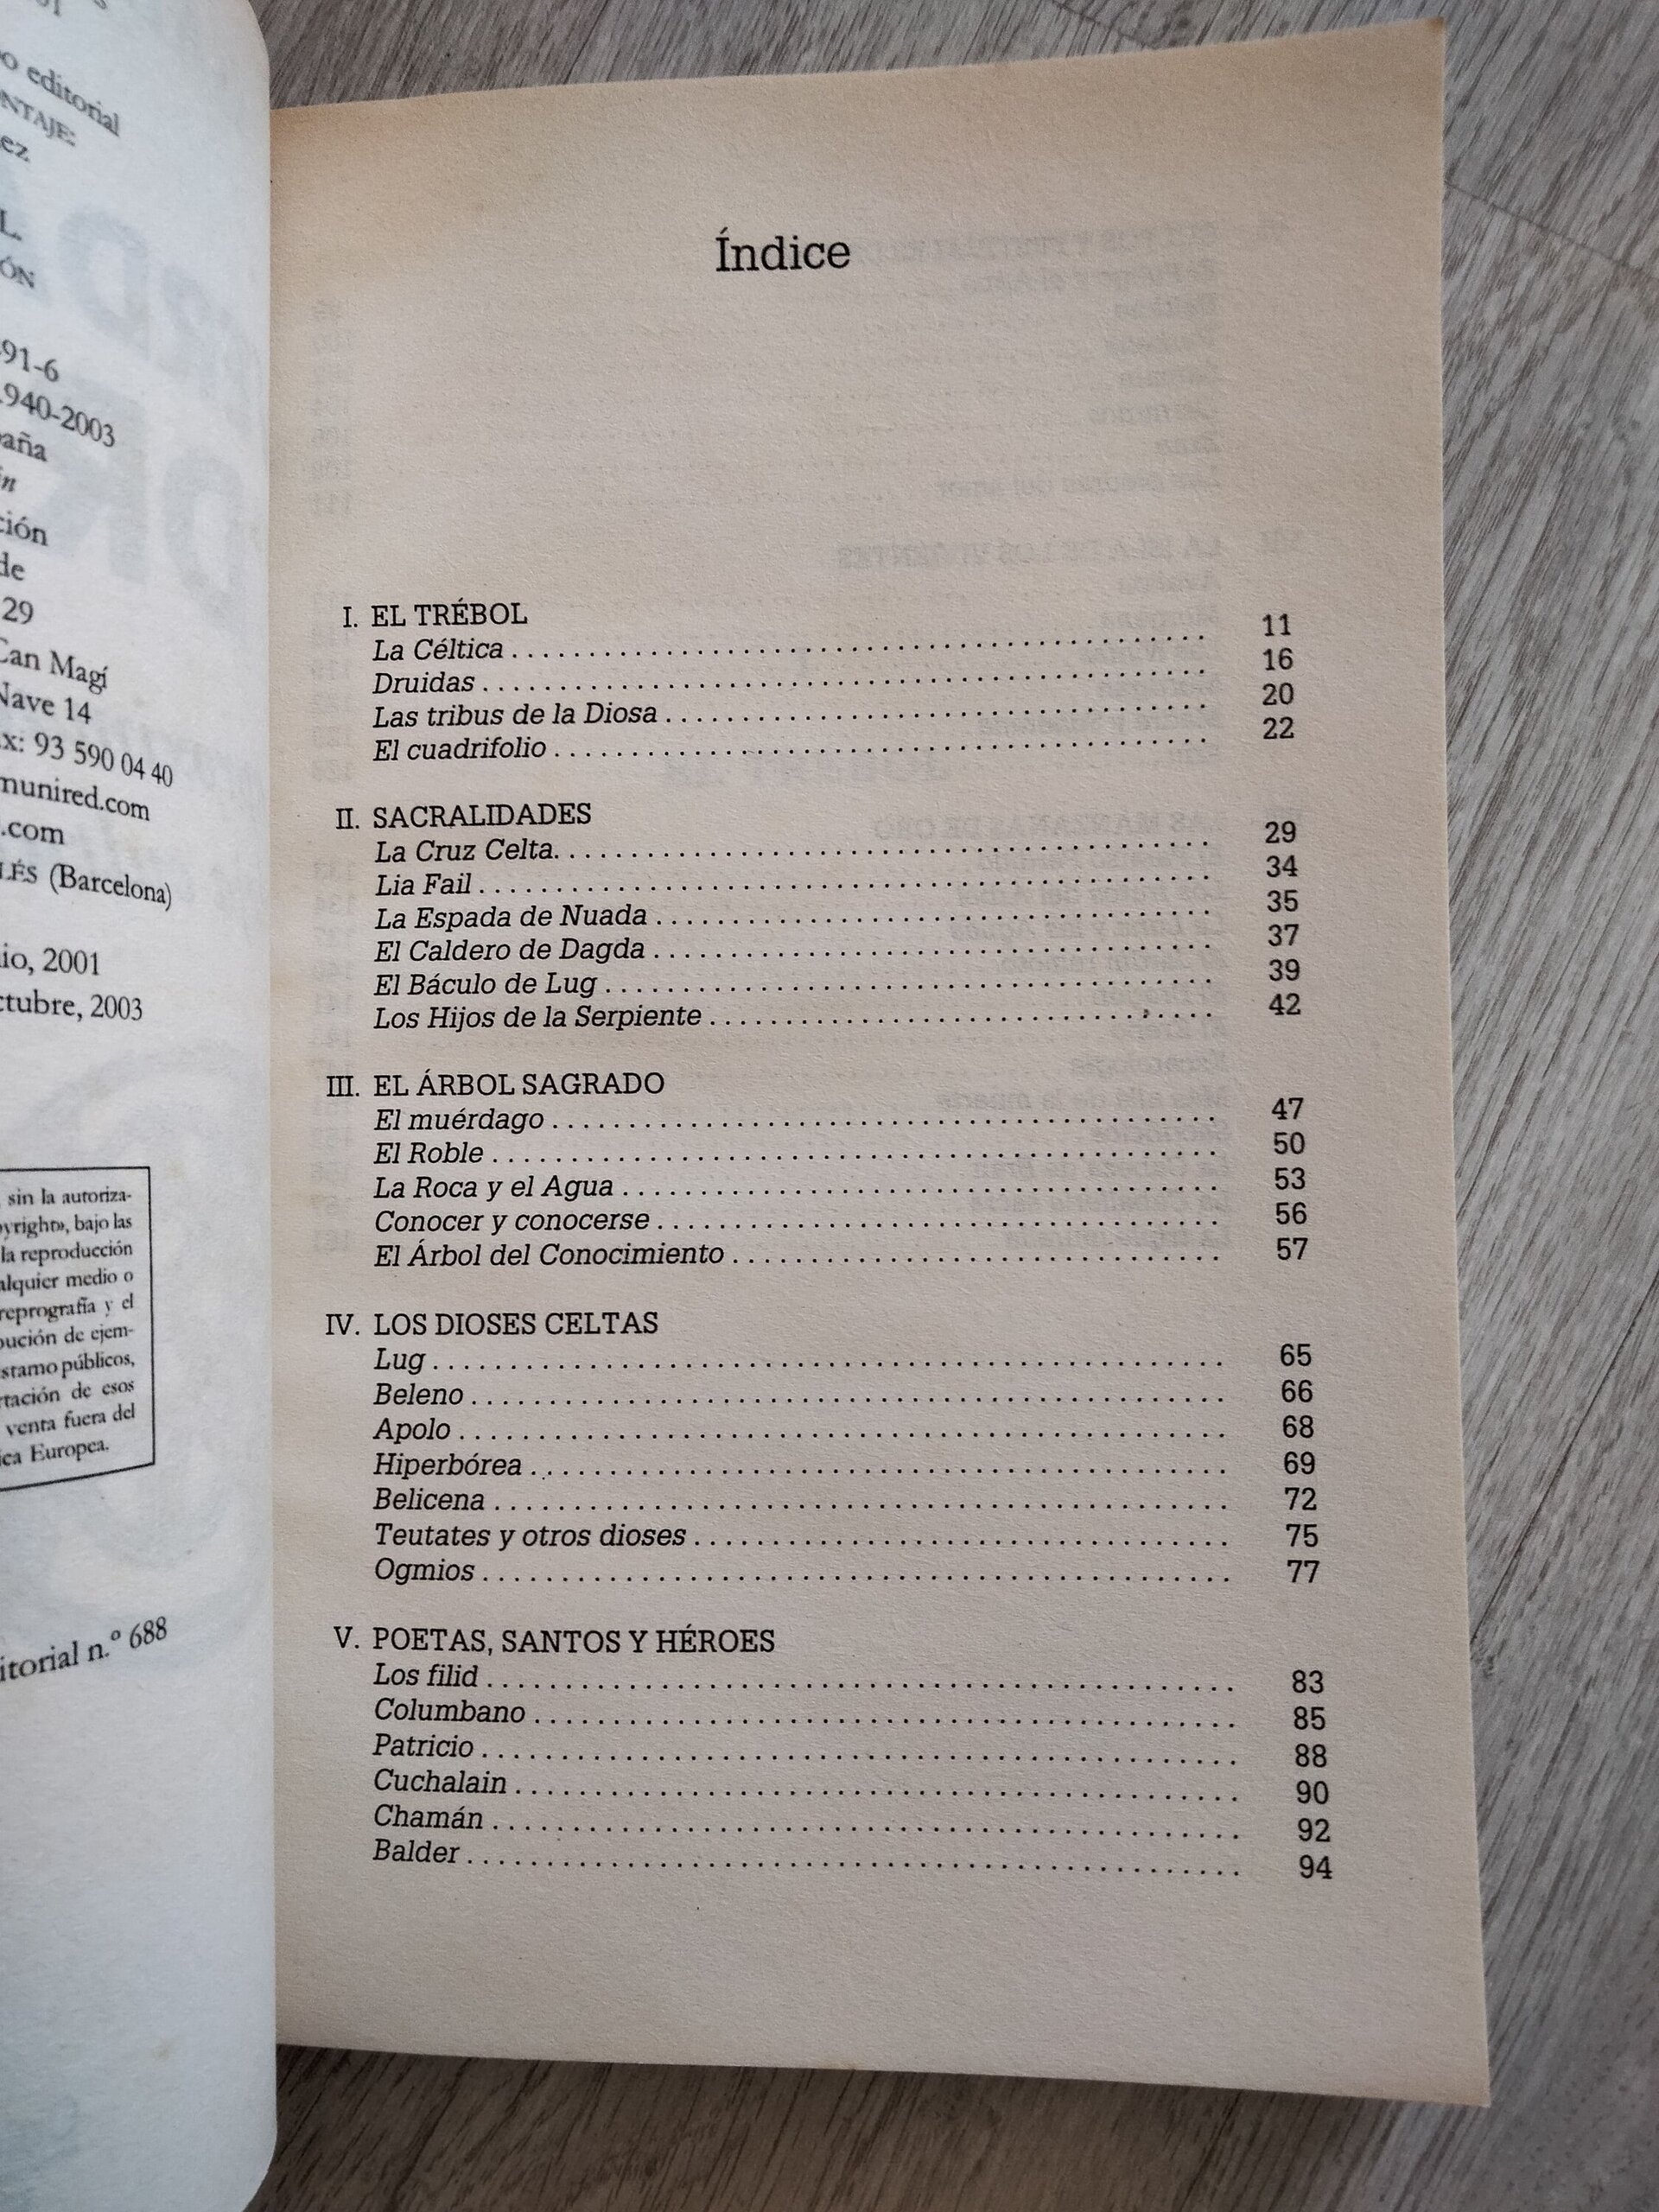 editorial
ONTAJE:
ez
L.
ÓN
91-6
.940-2003
paña
in
ción
de
29
Can Magí
Nave 14
x: 93 590 04 40
munired.com
.com
LÉS (Barcelona)
io, 2001
ctubre, 2003
sin la autoriza-
yright», bajo las
la reproducción
alquier medio o
reprografía y el
bución de ejem-
stamo públicos,
rtación de esos
venta fuera del
ica Europea.
itorial n.º 688
Índice
I. EL TRÉBOL
La Céltica . . . . . . . . . . 11
Druidas . . . . . . . . . . 16
Las tribus de la Diosa . . . . . . . . . . 20
El cuadrifolio . . . . . . . . . . 22
II. SACRALIDADES
La Cruz Celta. . . . . . . . . . . 29
Lia Fail . . . . . . . . . . 34
La Espada de Nuada . . . . . . . . . . 35
El Caldero de Dagda . . . . . . . . . . 37
El Báculo de Lug . . . . . . . . . . 39
Los Hijos de la Serpiente . . . . . . . . . . 42
III. EL ÁRBOL SAGRADO
El muérdago . . . . . . . . . . 47
El Roble . . . . . . . . . . 50
La Roca y el Agua . . . . . . . . . . 53
Conocer y conocerse . . . . . . . . . . 56
El Árbol del Conocimiento . . . . . . . . . . 57
IV. LOS DIOSES CELTAS
Lug . . . . . . . . . . 65
Beleno . . . . . . . . . . 66
Apolo . . . . . . . . . . 68
Hiperbórea . . . . . . . . . . 69
Belicena . . . . . . . . . . 72
Teutates y otros dioses . . . . . . . . . . 75
Ogmios . . . . . . . . . . 77
V. POETAS, SANTOS Y HÉROES
Los filid . . . . . . . . . . 83
Columbano . . . . . . . . . . 85
Patricio . . . . . . . . . . 88
Cuchalain . . . . . . . . . . 90
Chamán . . . . . . . . . . 92
Balder . . . . . . . . . . 94